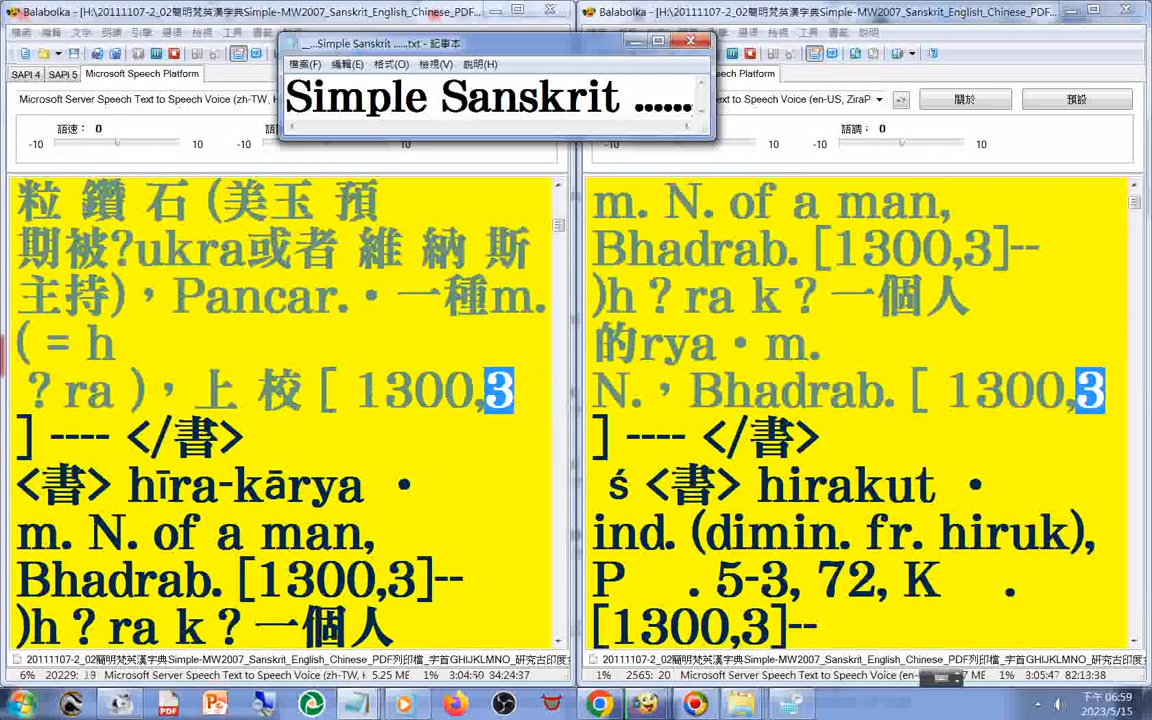 Balabolka - [H:\20111107-2_02簡明梵英漢字典Simple-MW2007_Sanskrit_English_Chinese_PDF...
Balabolka - [H:\20111107-2_02簡明梵英漢字典Simple-MW2007_Sanskrit_English_Chinese_PDF...
__...Simple Sanskrit ......txt - 記事本
檔案(F) 編輯(E) 格式(O) 檢視(V) 說明(H)
Simple Sanskrit ......
SAPI 4 SAPI 5 Microsoft Speech Platform
Microsoft Server Speech Text to Speech Voice (zh-TW, H
語速： 0
-10 10 -10 10
ext to Speech Voice (en-US, ZiraP
關於 預設
語調： 0
-10 10
粒 鑽 石 (美玉 預
期被?ukra或者 維 納 斯
主持)，Pancar.・一種m.
( = h
？ra )，上 校 [ 1300,3
] ---- </書>
<書> hīra-kārya ・
m. N. of a man,
Bhadrab. [1300,3]--
)h？ra k？一個人
m. N. of a man,
Bhadrab. [1300,3]--
)h？ra k？一個人
的rya・m.
N.，Bhadrab. [ 1300,3
] ---- </書>
ś <書> hirakut ・
ind. (dimin. fr. hiruk),
P . 5-3, 72, K .
[1300,3]--
20111107-2_02簡明梵英漢字典Simple-MW2007_Sanskrit_English_Chinese_PDF列印檔_字首GHIJKLMNO_研究古印度
20111107-2_02簡明梵英漢字典Simple-MW2007_Sanskrit_English_Chinese_PDF列印檔_字首GHIJKLMNO_研究古印度
6% 20229: 19 Microsoft Server Speech Text to Speech Voice (zh-TW, 5.25 ME 1% 3:04:50 84:24:37
1% 2565: 20 Microsoft Server Speech Text to Speech Voice (en-US, 1% 3:05:47 82:13:38
下午 06:59
2023/5/15